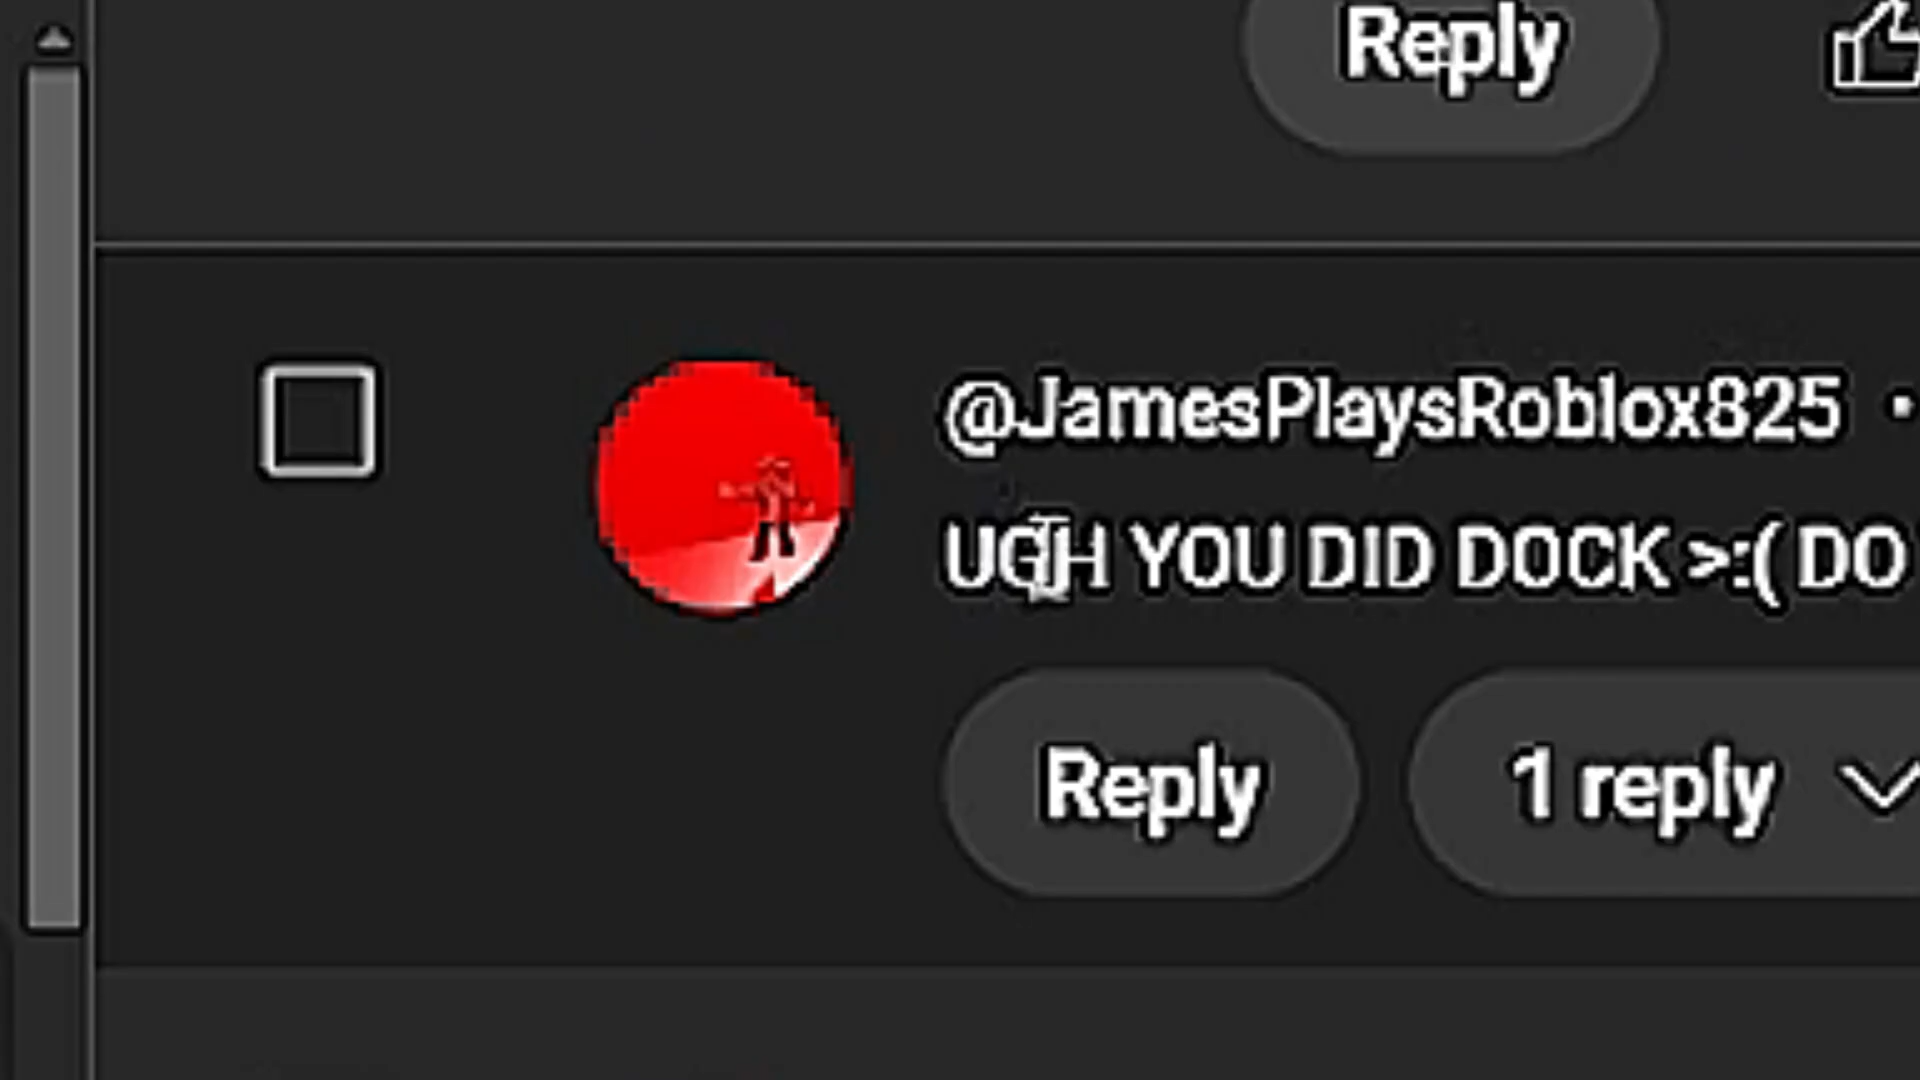 Reply
@JamesPlaysRoblox825 •
UGH YOU DID DOCK >:( DO
Reply
1 reply